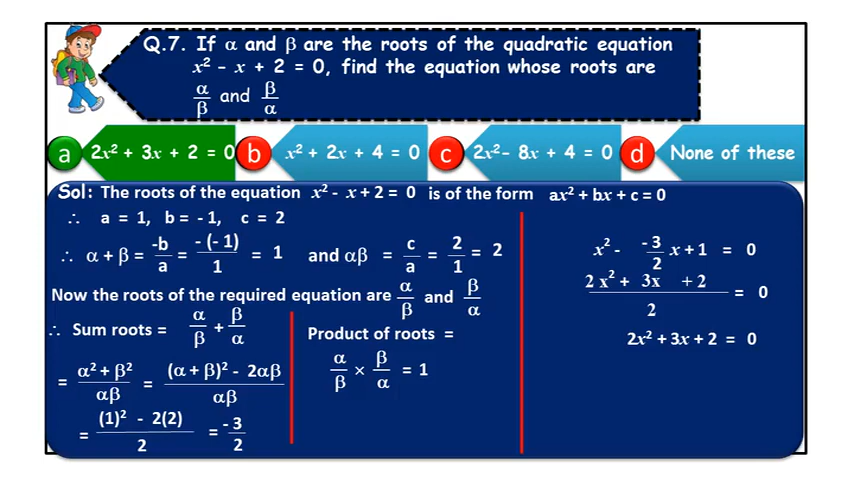 Q.7. If α and β are the roots of the quadratic equation
x² - x + 2 = 0, find the equation whose roots are
α/β and β/α
a 2x² + 3x + 2 = 0
b x² + 2x + 4 = 0
c 2x² - 8x + 4 = 0
d None of these
Sol: The roots of the equation x² - x + 2 = 0 is of the form ax² + bx + c = 0
∴ a = 1, b = -1, c = 2
∴ α + β = -b/a = -(-1)/1 = 1 and αβ = c/a = 2/1 = 2
Now the roots of the required equation are α/β and β/α
∴ Sum roots = α/β + β/α
= (α² + β²)/αβ = ((α + β)² - 2αβ)/αβ
= ((1)² - 2(2))/2 = -3/2
Product of roots =
α/β × β/α = 1
x² - -3/2 x + 1 = 0
(2x² + 3x + 2)/2 = 0
2x² + 3x + 2 = 0